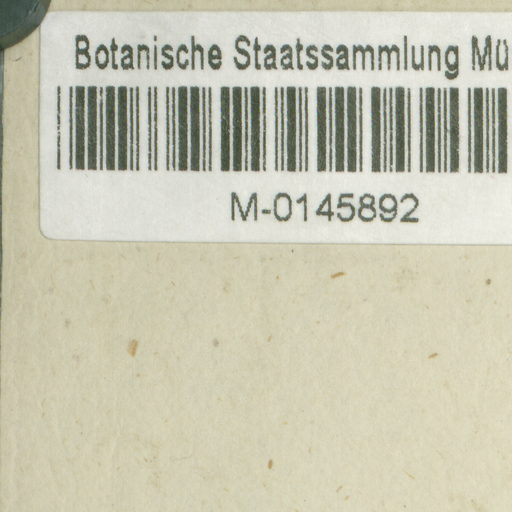 Botanische Staatssammlung Mü
M-0145892